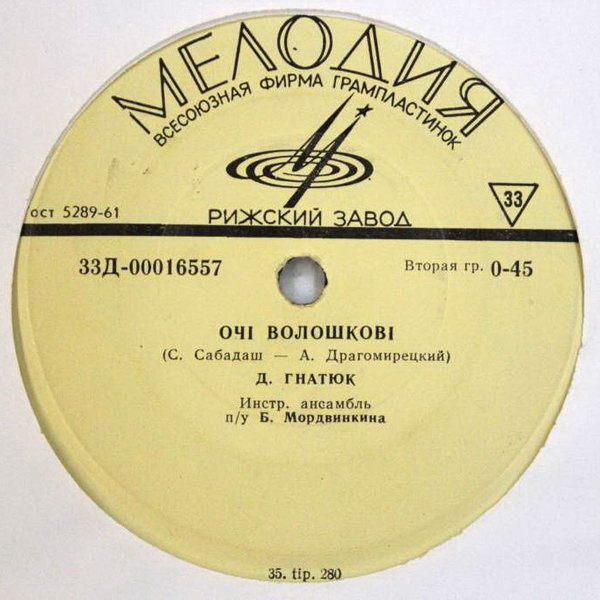 МЕЛОДИЯ
ВСЕСОЮЗНАЯ ФИРМА ГРАМПЛАСТИНОК
33
ост 5289-61
РИЖСКИЙ ЗАВОД
33Д-00016557
Вторая гр. 0-45
ОЧІ ВОЛОШКОВІ
(С. Сабадаш — А. Драгомирецкий)
Д. ГНАТЮК
Инстр. ансамбль
п/у Б. Мордвинкина
35. tip. 280